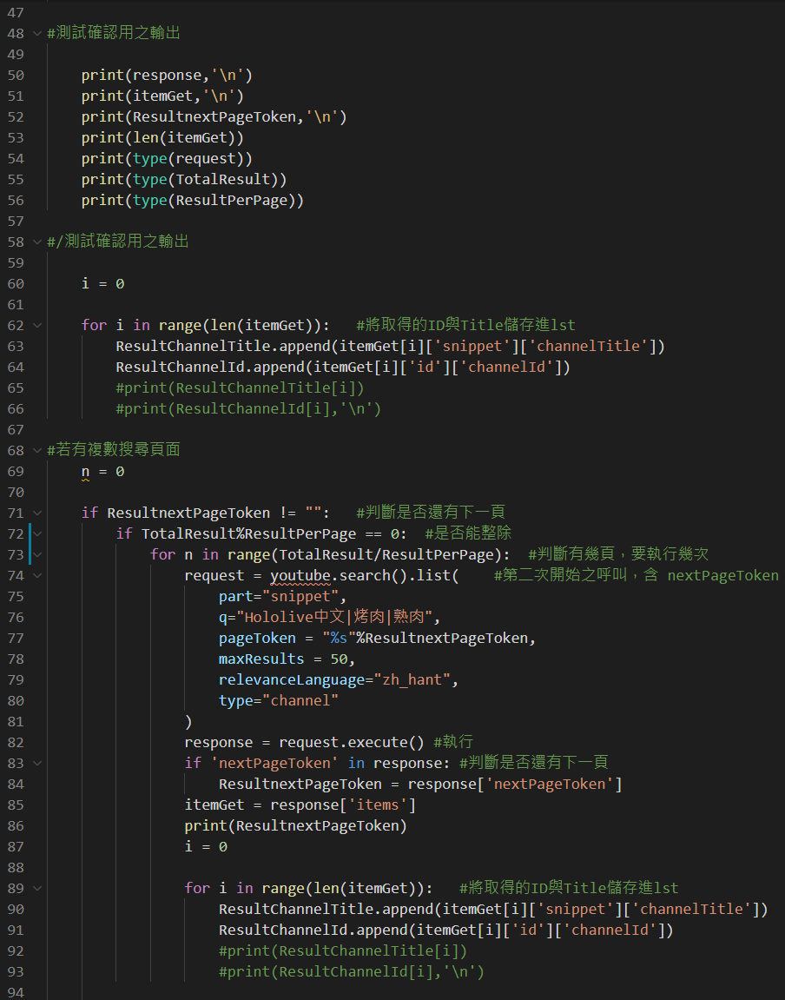 47
48 #測試確認用之輸出
49
50 print(response,'\n')
51 print(itemGet,'\n')
52 print(ResultnextPageToken,'\n')
53 print(len(itemGet))
54 print(type(request))
55 print(type(TotalResult))
56 print(type(ResultPerPage))
57
58 #/測試確認用之輸出
59
60 i = 0
61
62 for i in range(len(itemGet)): #將取得的ID與Title儲存進lst
63 ResultChannelTitle.append(itemGet[i]['snippet']['channelTitle'])
64 ResultChannelId.append(itemGet[i]['id']['channelId'])
65 #print(ResultChannelTitle[i])
66 #print(ResultChannelId[i],'\n')
67
68 #若有複數搜尋頁面
69 n = 0
70
71 if ResultnextPageToken != "": #判斷是否還有下一頁
72 if TotalResult%ResultPerPage == 0: #是否能整除
73 for n in range(TotalResult/ResultPerPage): #判斷有幾頁，要執行幾次
74 request = youtube.search().list( #第二次開始之呼叫，含 nextPageToken
75 part="snippet",
76 q="Hololive中文|烤肉|熟肉",
77 pageToken = "%s"%ResultnextPageToken,
78 maxResults = 50,
79 relevanceLanguage="zh_hant",
80 type="channel"
81 )
82 response = request.execute() #執行
83 if 'nextPageToken' in response: #判斷是否還有下一頁
84 ResultnextPageToken = response['nextPageToken']
85 itemGet = response['items']
86 print(ResultnextPageToken)
87 i = 0
88
89 for i in range(len(itemGet)): #將取得的ID與Title儲存進lst
90 ResultChannelTitle.append(itemGet[i]['snippet']['channelTitle'])
91 ResultChannelId.append(itemGet[i]['id']['channelId'])
92 #print(ResultChannelTitle[i])
93 #print(ResultChannelId[i],'\n')
94